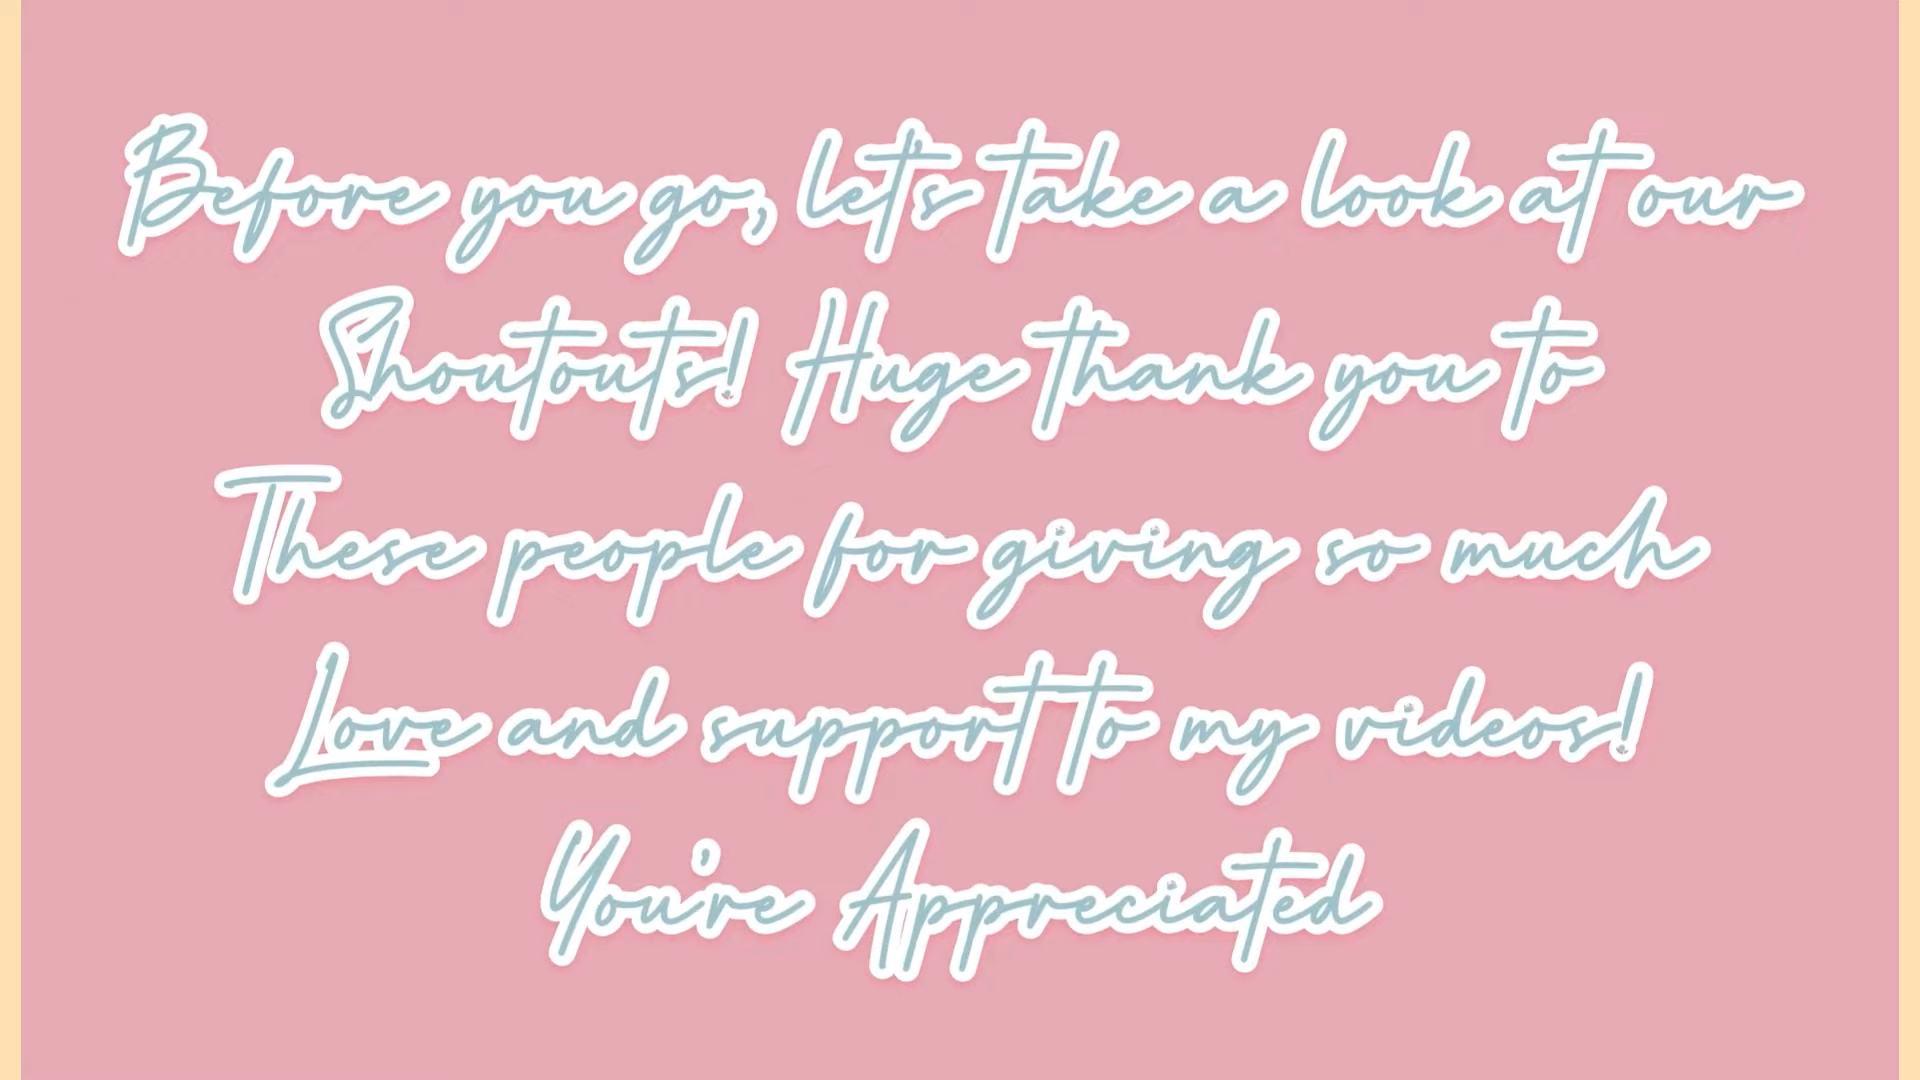 Before you go, let's take a look at our
Shoutouts! Huge thank you to
These people for giving so much
Love and support to my videos!
You're Appreciated